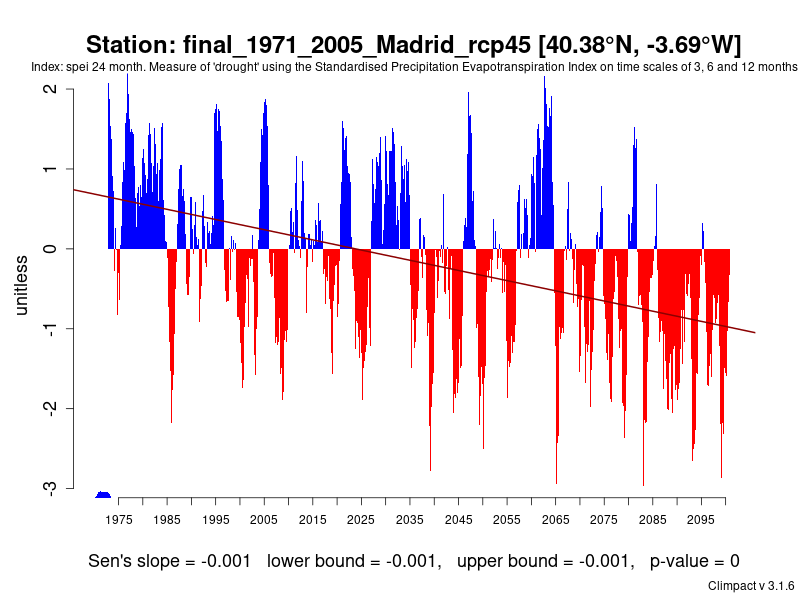 Station: final_1971_2005_Madrid_rcp45 [40.38°N, -3.69°W]
Index: spei 24 month. Measure of 'drought' using the Standardised Precipitation Evapotranspiration Index on time scales of 3, 6 and 12 months
2
1
0
-1
-2
-3
unitless
1975 1985 1995 2005 2015 2025 2035 2045 2055 2065 2075 2085 2095
Sen's slope = -0.001 lower bound = -0.001, upper bound = -0.001, p-value = 0
Climpact v 3.1.6